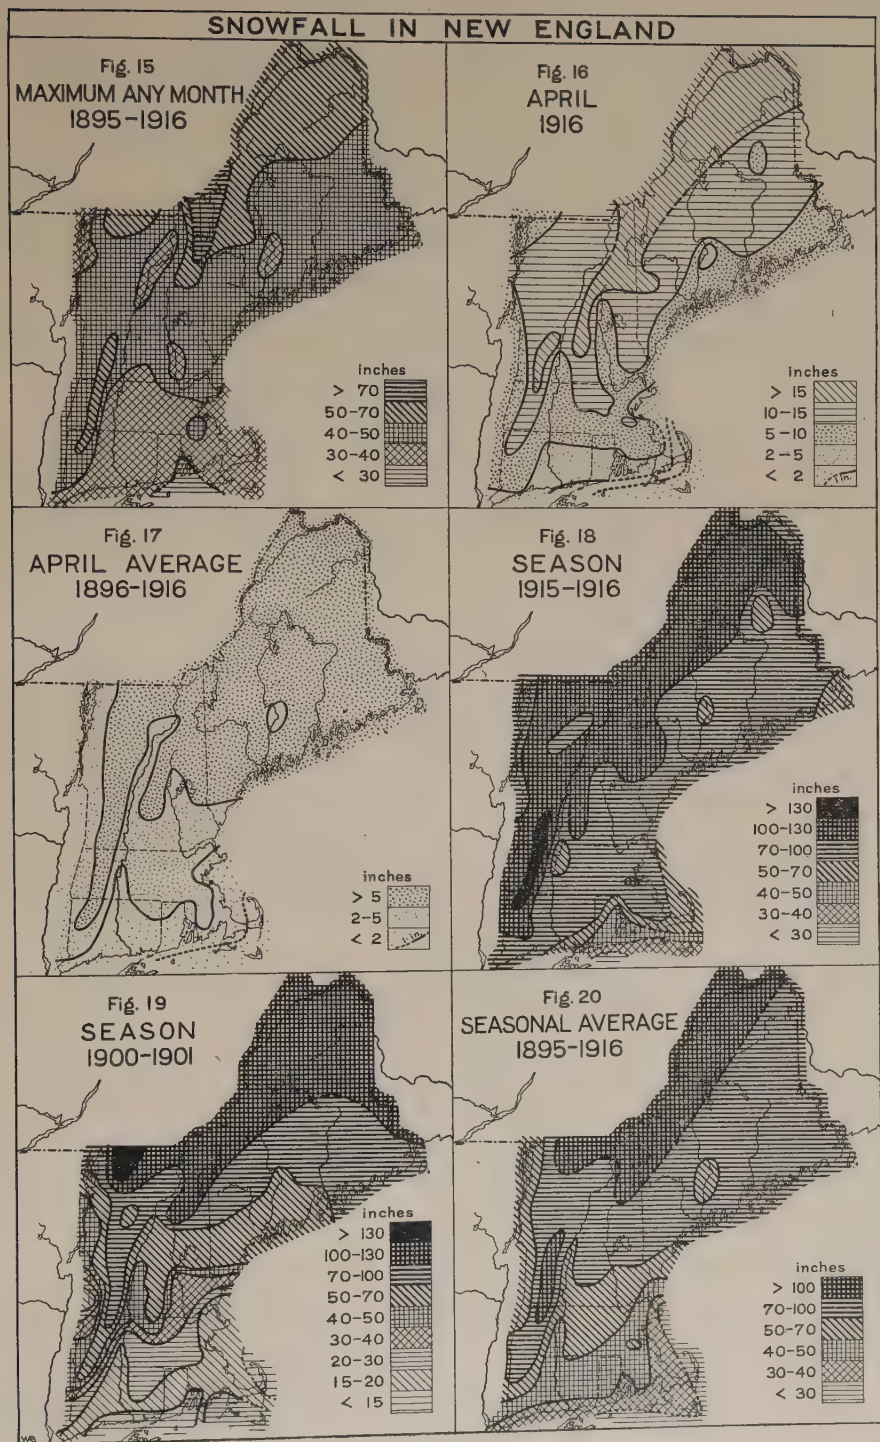 SNOWFALL IN NEW ENGLAND
Fig. 15
MAXIMUM ANY MONTH
1895-1916
inches
> 70
50-70
40-50
30-40
< 30
Fig. 16
APRIL
1916
inches
> 15
10-15
5-10
2-5
< 2
1 in.
Fig. 17
APRIL AVERAGE
1896-1916
inches
> 5
2-5
< 2
1 in.
Fig. 18
SEASON
1915-1916
inches
> 130
100-130
70-100
50-70
40-50
30-40
< 30
Fig. 19
SEASON
1900-1901
inches
> 130
100-130
70-100
50-70
40-50
30-40
20-30
15-20
< 15
Fig. 20
SEASONAL AVERAGE
1895-1916
inches
> 100
70-100
50-70
40-50
30-40
< 30